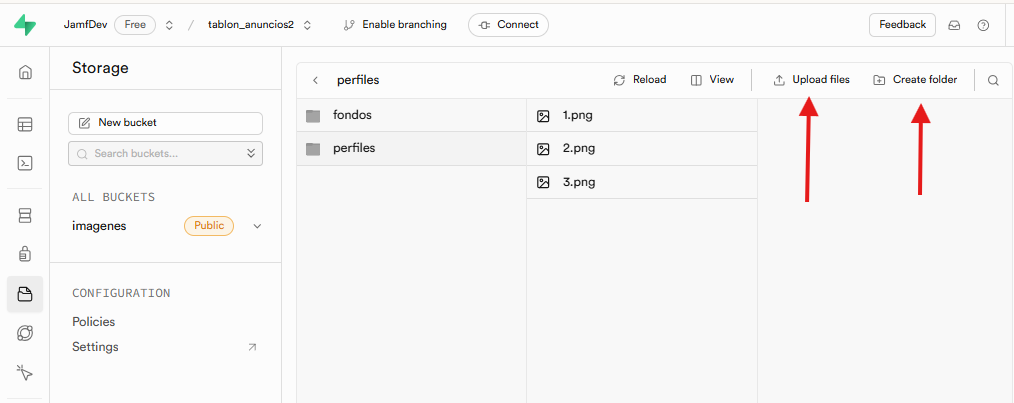 JamfDev Free / tablon_anuncios2 Enable branching Connect Feedback
Storage
perfiles Reload View Upload files Create folder
New bucket
Search buckets...
ALL BUCKETS
imagenes Public
CONFIGURATION
Policies
Settings
fondos
perfiles
1.png
2.png
3.png